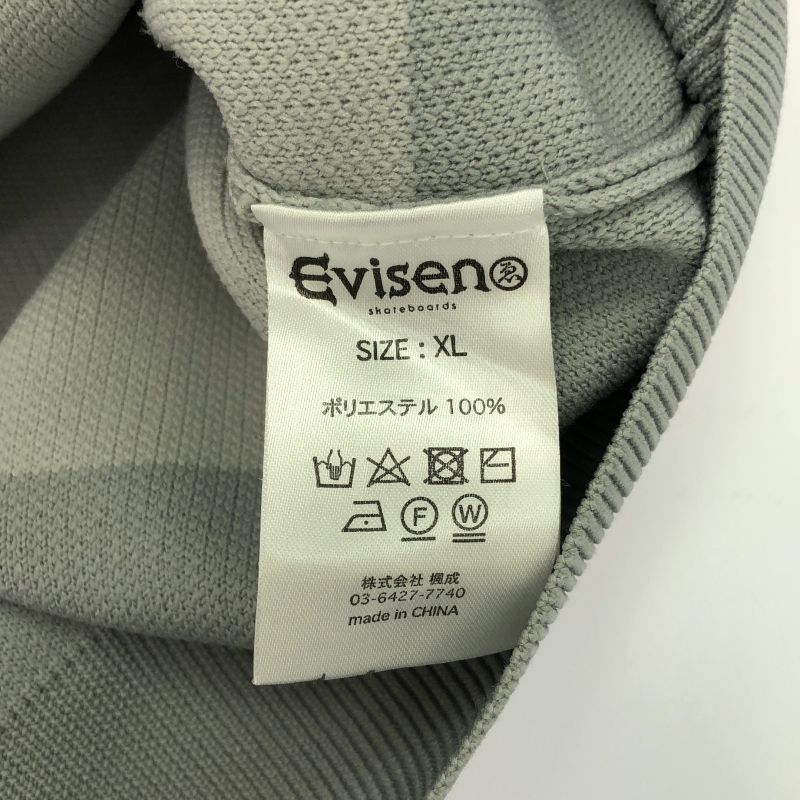 Evisen ゑ
skateboards
SIZE : XL
ポリエステル 100%
F W
株式会社 楓成
03-6427-7740
made in CHINA